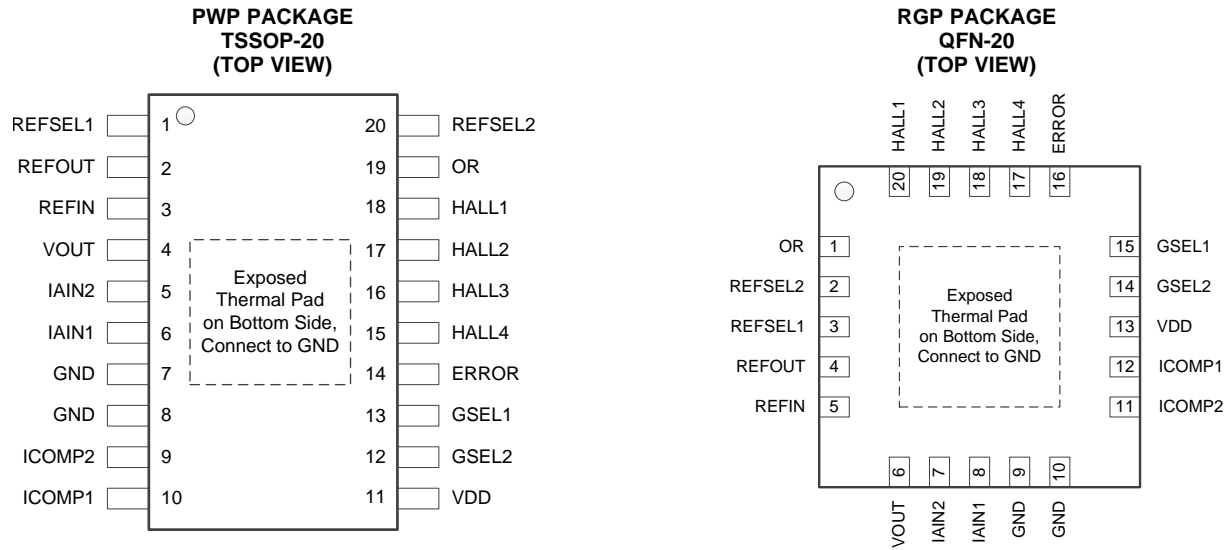 PWP PACKAGE
TSSOP-20
(TOP VIEW)
REFSEL1 1 20 REFSEL2
REFOUT 2 19 OR
REFIN 3 18 HALL1
VOUT 4 17 HALL2
IAIN2 5 16 HALL3
IAIN1 6 15 HALL4
GND 7 14 ERROR
GND 8 13 GSEL1
ICOMP2 9 12 GSEL2
ICOMP1 10 11 VDD
Exposed
Thermal Pad
on Bottom Side,
Connect to GND
RGP PACKAGE
QFN-20
(TOP VIEW)
HALL1 HALL2 HALL3 HALL4 ERROR
20 19 18 17 16
OR 1 15 GSEL1
REFSEL2 2 14 GSEL2
REFSEL1 3 13 VDD
REFOUT 4 12 ICOMP1
REFIN 5 11 ICOMP2
Exposed
Thermal Pad
on Bottom Side,
Connect to GND
6 7 8 9 10
VOUT IAIN2 IAIN1 GND GND